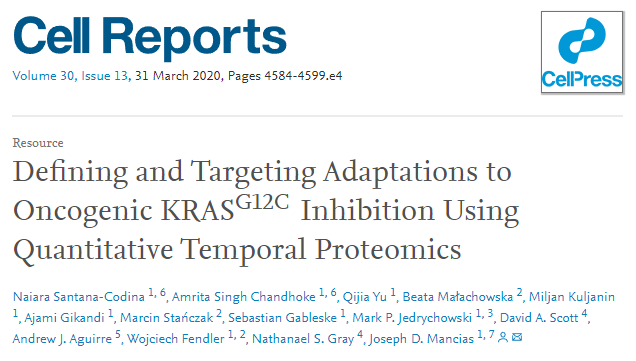 Cell Reports
Volume 30, Issue 13, 31 March 2020, Pages 4584-4599.e4
CellPress
Resource
Defining and Targeting Adaptations to
Oncogenic KRASG12C Inhibition Using
Quantitative Temporal Proteomics
Naiara Santana-Codina 1, 6, Amrita Singh Chandhoke 1, 6, Qijia Yu 1, Beata Małachowska 2, Miljan Kuljanin
1, Ajami Gikandi 1, Marcin Stańczak 2, Sebastian Gableske 1, Mark P. Jedrychowski 1, 3, David A. Scott 4,
Andrew J. Aguirre 5, Wojciech Fendler 1, 2, Nathanael S. Gray 4, Joseph D. Mancias 1, 7